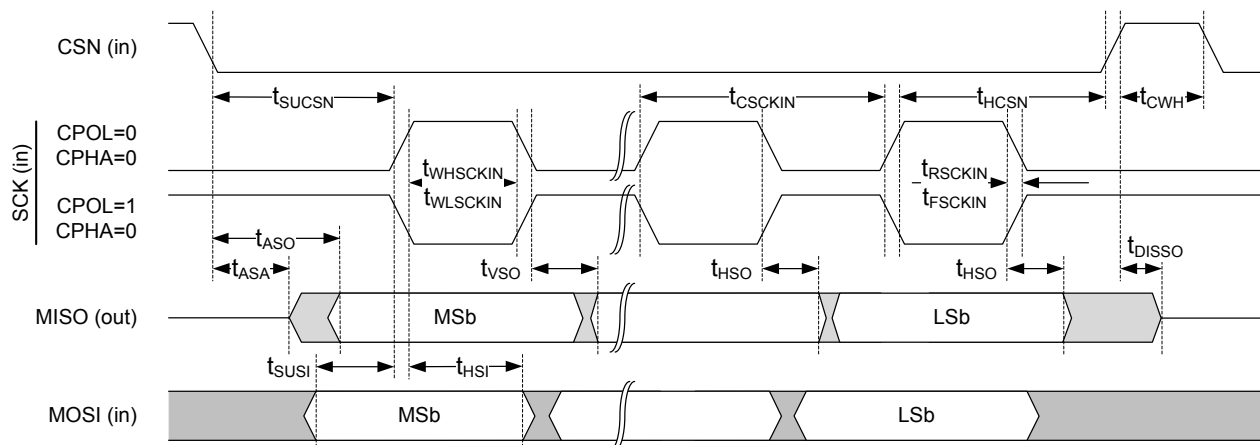 CSN (in)
tSUCSN
tCSCKIN
tHCSN
tCWH
SCK (in)
CPOL=0
CPHA=0
tWHSCKIN
tWLSCKIN
tRSCKIN
tFSCKIN
CPOL=1
CPHA=0
tASO
tASA
tVSO
tHSO
tHSO
tDISSO
MISO (out)
MSb
LSb
tSUSI
tHSI
MOSI (in)
MSb
LSb